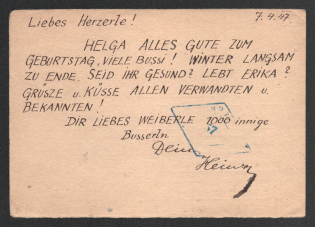 7.4.47
Liebes Herzerle!
HELGA ALLES GUTE ZUM
GEBURTSTAG, VIELE BUSSI! WINTER LANGSAM
ZU ENDE. SEID IHR GESUND? LEBT ERIKA?
GRÜSZE u. KÜSSE ALLEN VERWANDTEN u.
BEKANNTEN!
DIR LIEBES WEIBERLE 1000 innige
Busserln
Dein
Heiner